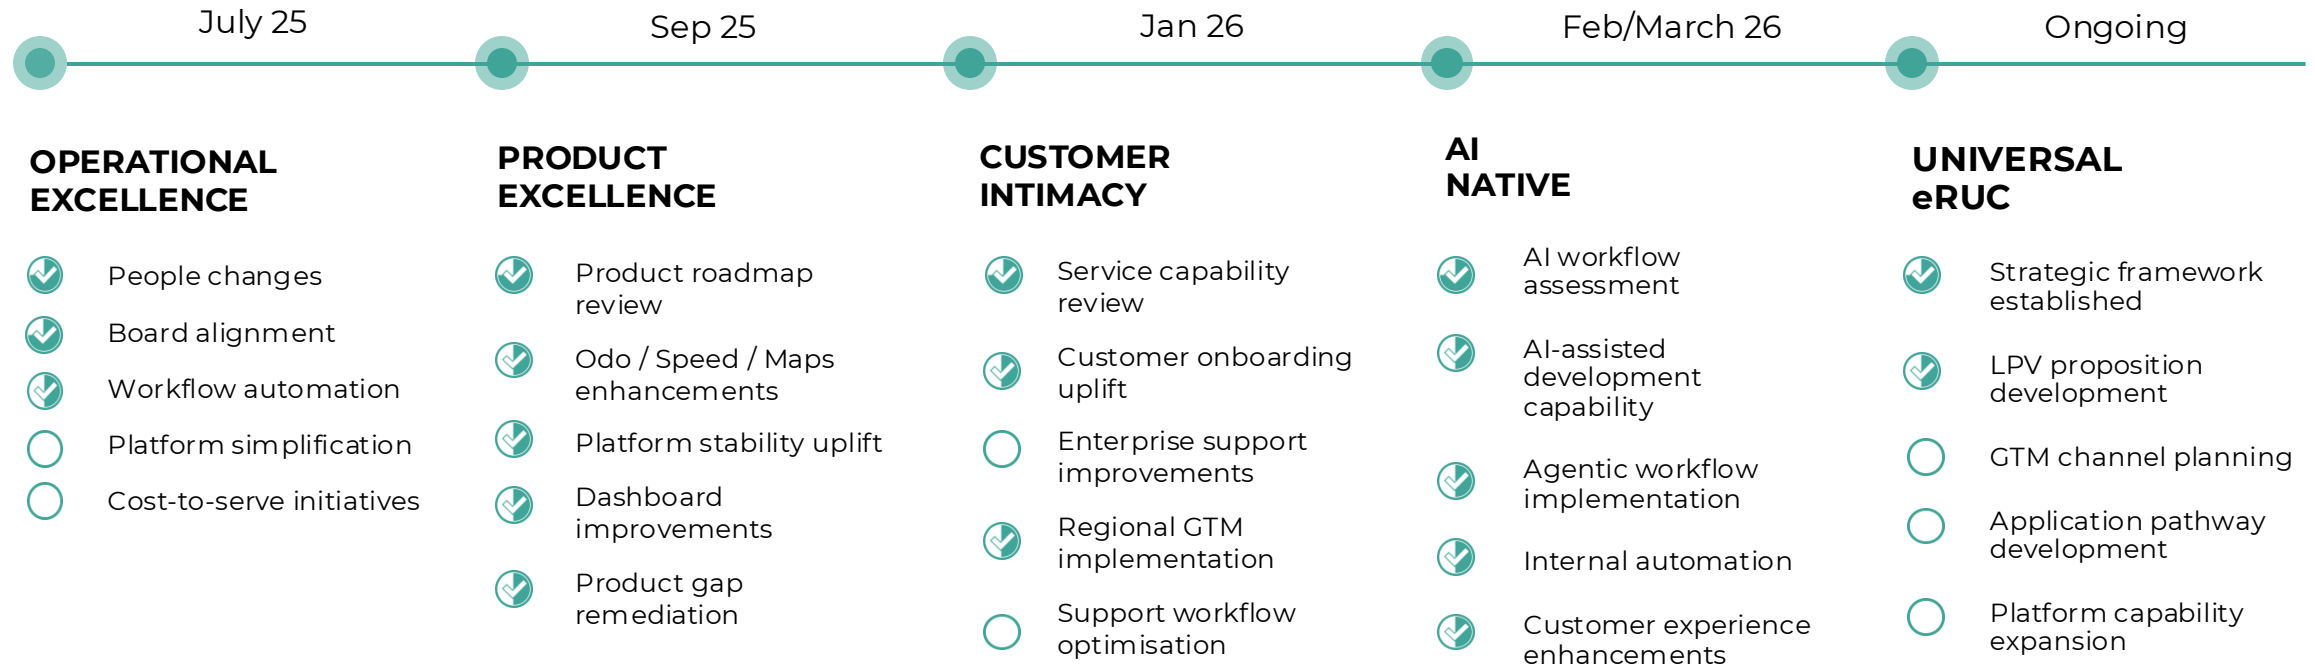 July 25
Sep 25
Jan 26
Feb/March 26
Ongoing
OPERATIONAL
EXCELLENCE
People changes
Board alignment
Workflow automation
Platform simplification
Cost-to-serve initiatives
PRODUCT
EXCELLENCE
Product roadmap
review
Odo / Speed / Maps
enhancements
Platform stability uplift
Dashboard
improvements
Product gap
remediation
CUSTOMER
INTIMACY
Service capability
review
Customer onboarding
uplift
Enterprise support
improvements
Regional GTM
implementation
Support workflow
optimisation
AI
NATIVE
AI workflow
assessment
AI-assisted
development
capability
Agentic workflow
implementation
Internal automation
Customer experience
enhancements
UNIVERSAL
eRUC
Strategic framework
established
LPV proposition
development
GTM channel planning
Application pathway
development
Platform capability
expansion